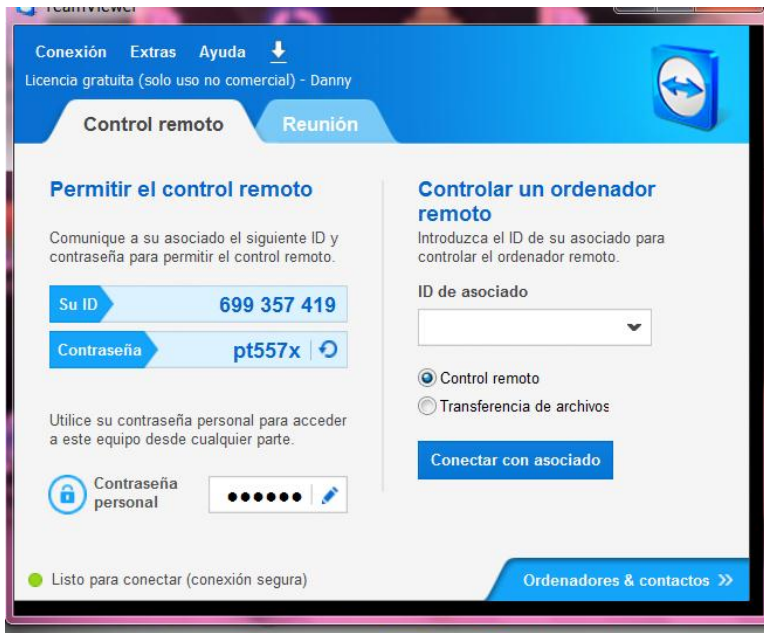 TeamViewer
Conexión Extras Ayuda
Licencia gratuita (solo uso no comercial) - Danny
Control remoto Reunión
Permitir el control remoto
Comunique a su asociado el siguiente ID y
contraseña para permitir el control remoto.
Su ID 699 357 419
Contraseña pt557x
Utilice su contraseña personal para acceder
a este equipo desde cualquier parte.
Contraseña
personal
Listo para conectar (conexión segura)
Controlar un ordenador
remoto
Introduzca el ID de su asociado para
controlar el ordenador remoto.
ID de asociado
Control remoto
Transferencia de archivos
Conectar con asociado
Ordenadores & contactos